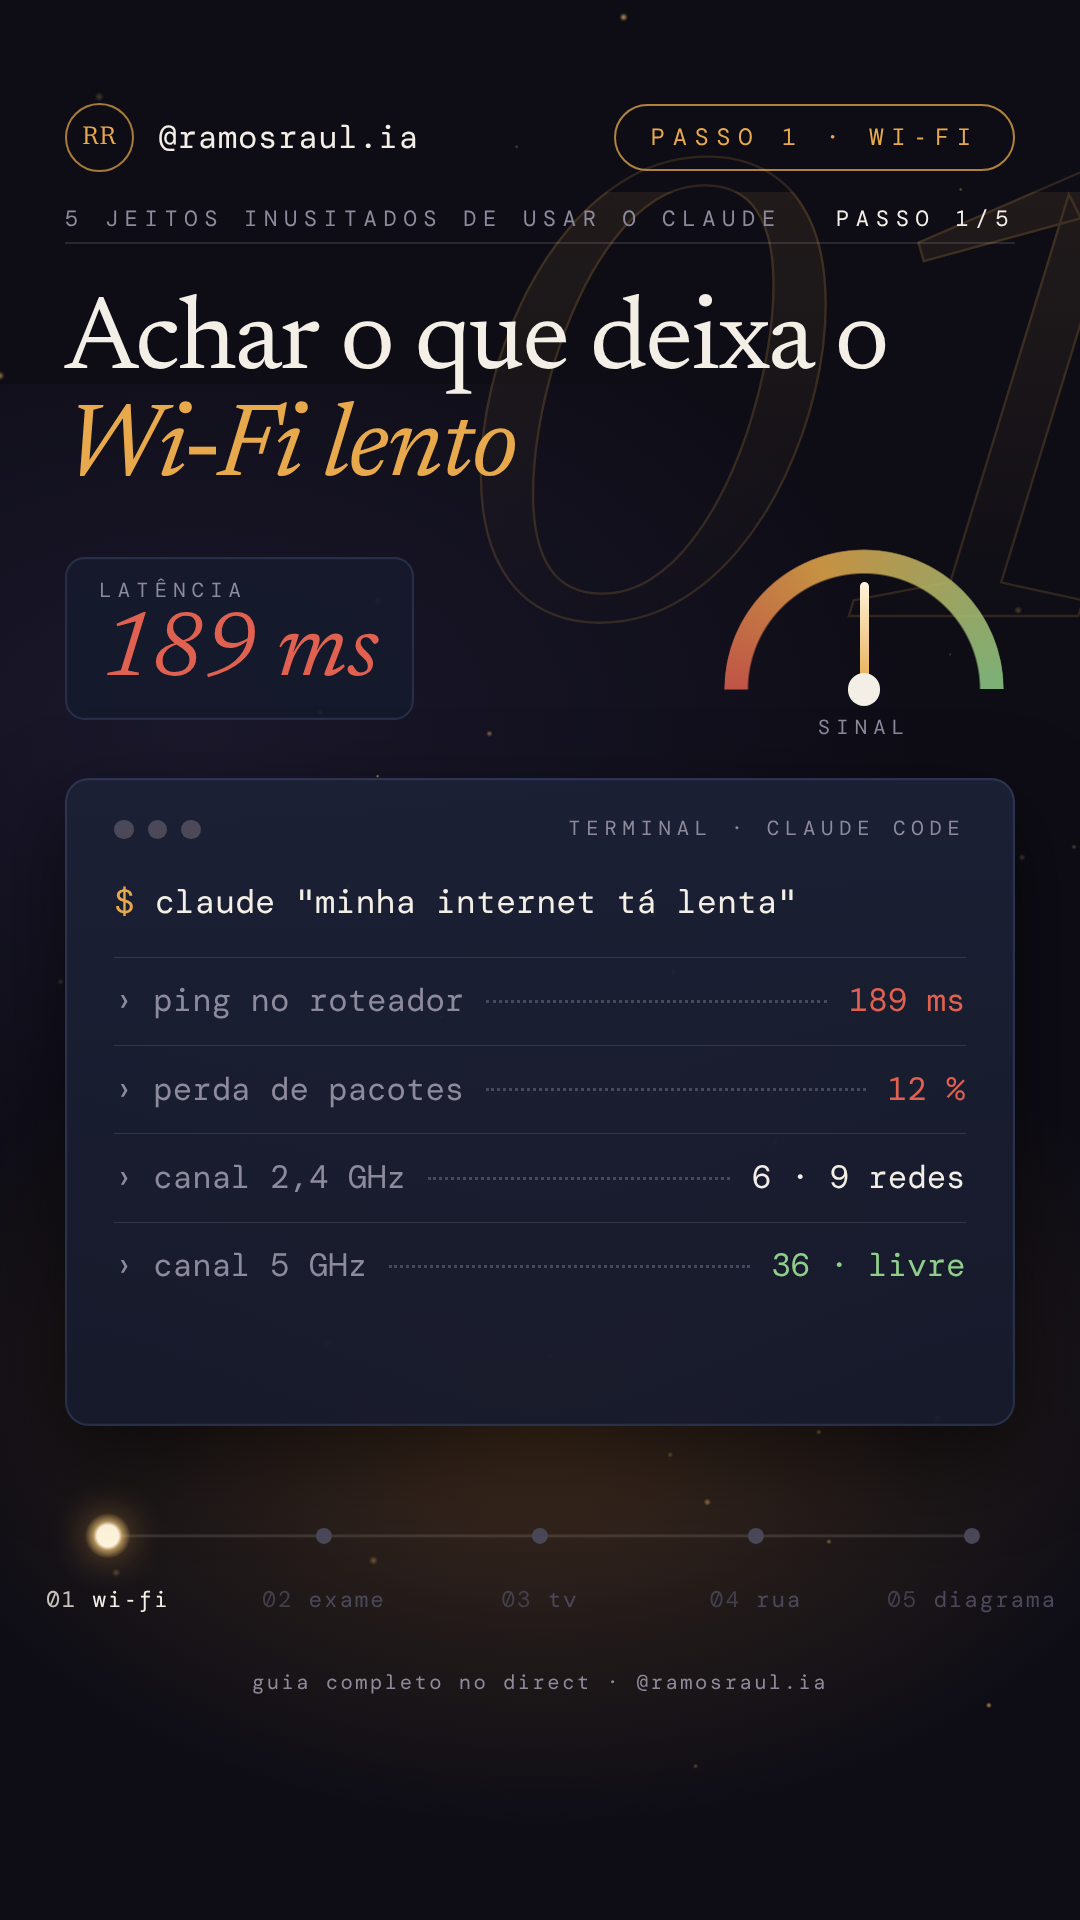 RR @ramosraul.ia
PASSO 1 · WI-FI
5 JEITOS INUSITADOS DE USAR O CLAUDE
PASSO 1/5
01
Achar o que deixa o
Wi-Fi lento
LATÊNCIA
189 ms
SINAL
TERMINAL · CLAUDE CODE
$ claude "minha internet tá lenta"
› ping no roteador 189 ms
› perda de pacotes 12 %
› canal 2,4 GHz 6 · 9 redes
› canal 5 GHz 36 · livre
01 wi-fi 02 exame 03 tv 04 rua 05 diagrama
guia completo no direct · @ramosraul.ia